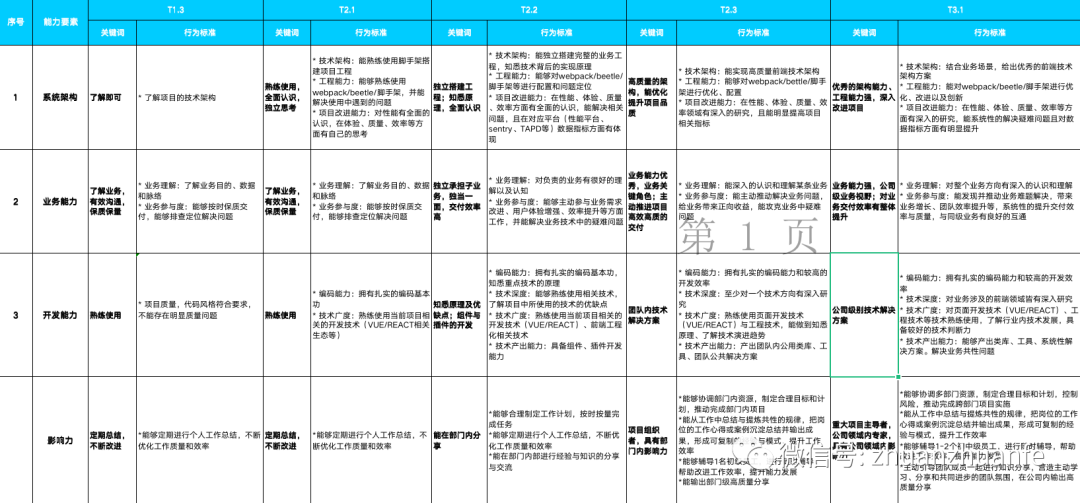 序号
能力要素
T1.3
T2.1
T2.2
T2.3
T3.1
关键词
行为标准
关键词
行为标准
关键词
行为标准
关键词
行为标准
关键词
行为标准
1
系统架构
了解即可
* 了解项目的技术架构
熟练使用，
全面认识，
独立思考
* 技术架构：能熟练使用脚手架搭
建项目工程
* 工程能力：能够熟练使用
webpack/beetle/脚手架，并能
解决使用中遇到的问题
* 项目改进能力：对性能有全面的
认识，在体验、质量、效率等方
面有自己的思考
独立搭建工
程；知悉原
理，全面认识
* 技术架构：能独立搭建完整的业务工
程，知悉技术背后的实现原理
* 工程能力：能够对webpack/beetle/
脚手架等进行配置和问题定位
* 项目改进能力：在性能、体验、质量、
效率方面有全面的认识，能解决相关
问题，且在对应平台（性能平台、
sentry、TAPD等）数据指标方面有体
现
高质量的架
构，能优化
提升项目品
质
* 技术架构：能实现高质量前端技术架构
* 工程能力：能够对webpack/bettle/脚手
架进行优化、配置
* 项目改进能力：在性能、体验、质量、效
率领域有深入的研究，且能明显提高项目
相关指标
优秀的架构能力、
工程能力强，深入
改进项目
* 技术架构：结合业务场景，给出优秀的前端技术
架构方案
* 工程能力：能对webpack/beetle/脚手架进行优
化、改进以及创新
* 项目改进能力：在性能、体验、质量、效率等方
面有深入的研究，能系统性的解决疑难问题且对
数据指标方面有明显提升
2
业务能力
了解业务，
有效沟通，
保质保量
* 业务理解：了解业务目的、数据
和脉络
* 业务参与度：能够按时保质交
付，能够排查定位解决问题
了解业务，
有效沟通，
保质保量
* 业务理解：了解业务目的、数据
和脉络
* 业务参与度：能够按时保质交
付，能够排查定位解决问题
独立承担子业
务，独当一
面，交付效率
高
* 业务理解：对负责的业务有很好的理
解以及认知
* 业务参与度：能够主动参与业务需求
改进、用户体验增强、效率提升等方面
工作，并能解决业务技术中的疑难问题
业务能力优
秀，业务关
键角色；主
动推进项目
高效高质的
交付
* 业务理解：能深入的认识和理解某条业务
* 业务参与度：能主动推动解决业务问题，
给业务带来正向收益，能攻克业务中疑难
问题
业务能力强，公司
级业务视野；对业
务交付效率有整体
提升
* 业务理解：对整个业务方向有深入的认识和理解
* 业务参与度：能发现并推动业务难题解决，带来
业务增长、团队效率提升等，系统性的提升交付效
率与质量，与同级业务有良好的互通
第 1 页
3
开发能力
熟练使用
* 项目质量，代码风格符合要求，
不能存在明显质量问题
熟练使用
* 编码能力：拥有扎实的编码基本
功
* 技术广度：熟练使用当前项目相
关的开发技术（VUE/REACT相关
生态等）
知悉原理及优
缺点；组件与
插件的开发
* 编码能力：拥有扎实的编码基本功，
知悉重点技术的原理
* 技术深度：能够熟练使用相关技术，
了解项目中所使用的技术的优缺点
* 技术广度：熟练使用当前项目相关的
开发技术（VUE/REACT）、前端工程
化相关技术
* 技术产出能力：具备组件、插件开发
能力
团队内技术
解决方案
* 编码能力：拥有扎实的编码能力和较高的
开发效率
* 技术深度：至少对一个技术方向有深入研
究
* 技术广度：熟练使用页面开发技术
（VUE/REACT）与工程技术，能做到知悉
原理、了解技术演进趋势
* 技术产出能力：产出团队内公用类库、工
具、团队公共解决方案
公司级别技术解决
方案
* 编码能力：拥有扎实的编码能力和较高的开发效
率
* 技术深度：对业务涉及的前端领域皆有深入研究
* 技术广度：对页面开发技术（VUE/REACT）、工
程技术等技术熟练使用，了解行业内技术发展，具
备较好的技术判断力
* 技术产出能力：能够产出类库、工具、系统性解
决方案。解决业务共性问题
影响力
定期总结，
不断改进
*能够定期进行个人工作总结，不断
优化工作质量和效率
定期总结，
不断改进
*能够定期进行个人工作总结，不断
优化工作质量和效率
能在部门内分
享
*能够合理制定工作计划，按时按量完
成任务
*能够定期进行个人工作总结，不断优
化工作质量和效率
*能在部门内部进行经验与知识的分享
与交流
项目组织
者，具有部
门内影响力
*能够协调部门内资源，制定合理目标和计
划，推动完成部门内项目
*能从工作中总结与提炼共性的规律，把岗
位的工作心得或案例沉淀总结并输出成
果，形成可复制的经验与模式，提升工作
效率
*能够辅导1名初级
帮助改进工作效率，提升能力发展
*能输出部门级高质量分享
重大项目主导者，
公司领域内专家，
具有公司领域内影
*能够协调多部门资源，制定合理目标和计划，控制
风险，推动完成跨部门项目实施
*能从工作中总结与提炼共性的规律，把岗位的工作
心得或案例沉淀总结并输出成果，形成可复制的经
验与模式，提升工作效率
*能够辅导1-2个初中级员工，进行及时辅导，帮助
*主动引导团队成员一起进行知识分享，营造主动学
习、分享和共同进步的团队氛围，在公司内输出高
质量分享
微信号: zhuanzhuanfe